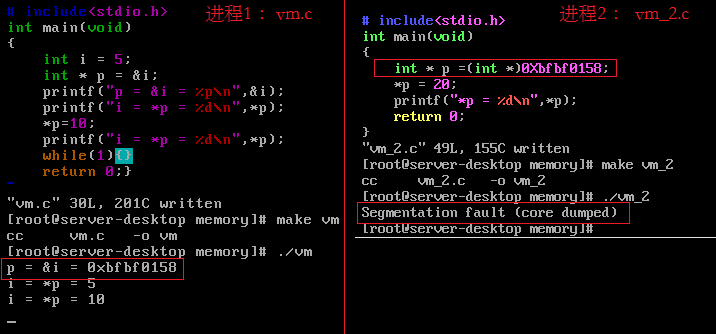 进程1： vm.c
# include<stdio.h>
int main(void)
{
int i = 5;
int * p = &i;
printf("p = &i = %p\n",&i);
printf("i = *p = %d\n",*p);
*p=10;
printf("i = *p = %d\n",*p);
while(1){}
return 0;}
"vm.c" 30L, 201C written
[root@server-desktop memory]# make vm
cc     vm.c   -o vm
[root@server-desktop memory]# ./vm
p = &i = 0xbfbf0158
i = *p = 5
i = *p = 10
进程2： vm_2.c
# include<stdio.h>
int main(void)
{
int * p =(int *)0Xbfbf0158;
*p = 20;
printf("*p = %d\n",*p);
return 0;
}
"vm_2.c" 49L, 155C written
[root@server-desktop memory]# make vm_2
cc     vm_2.c   -o vm_2
[root@server-desktop memory]# ./vm_2
Segmentation fault (core dumped)
[root@server-desktop memory]#